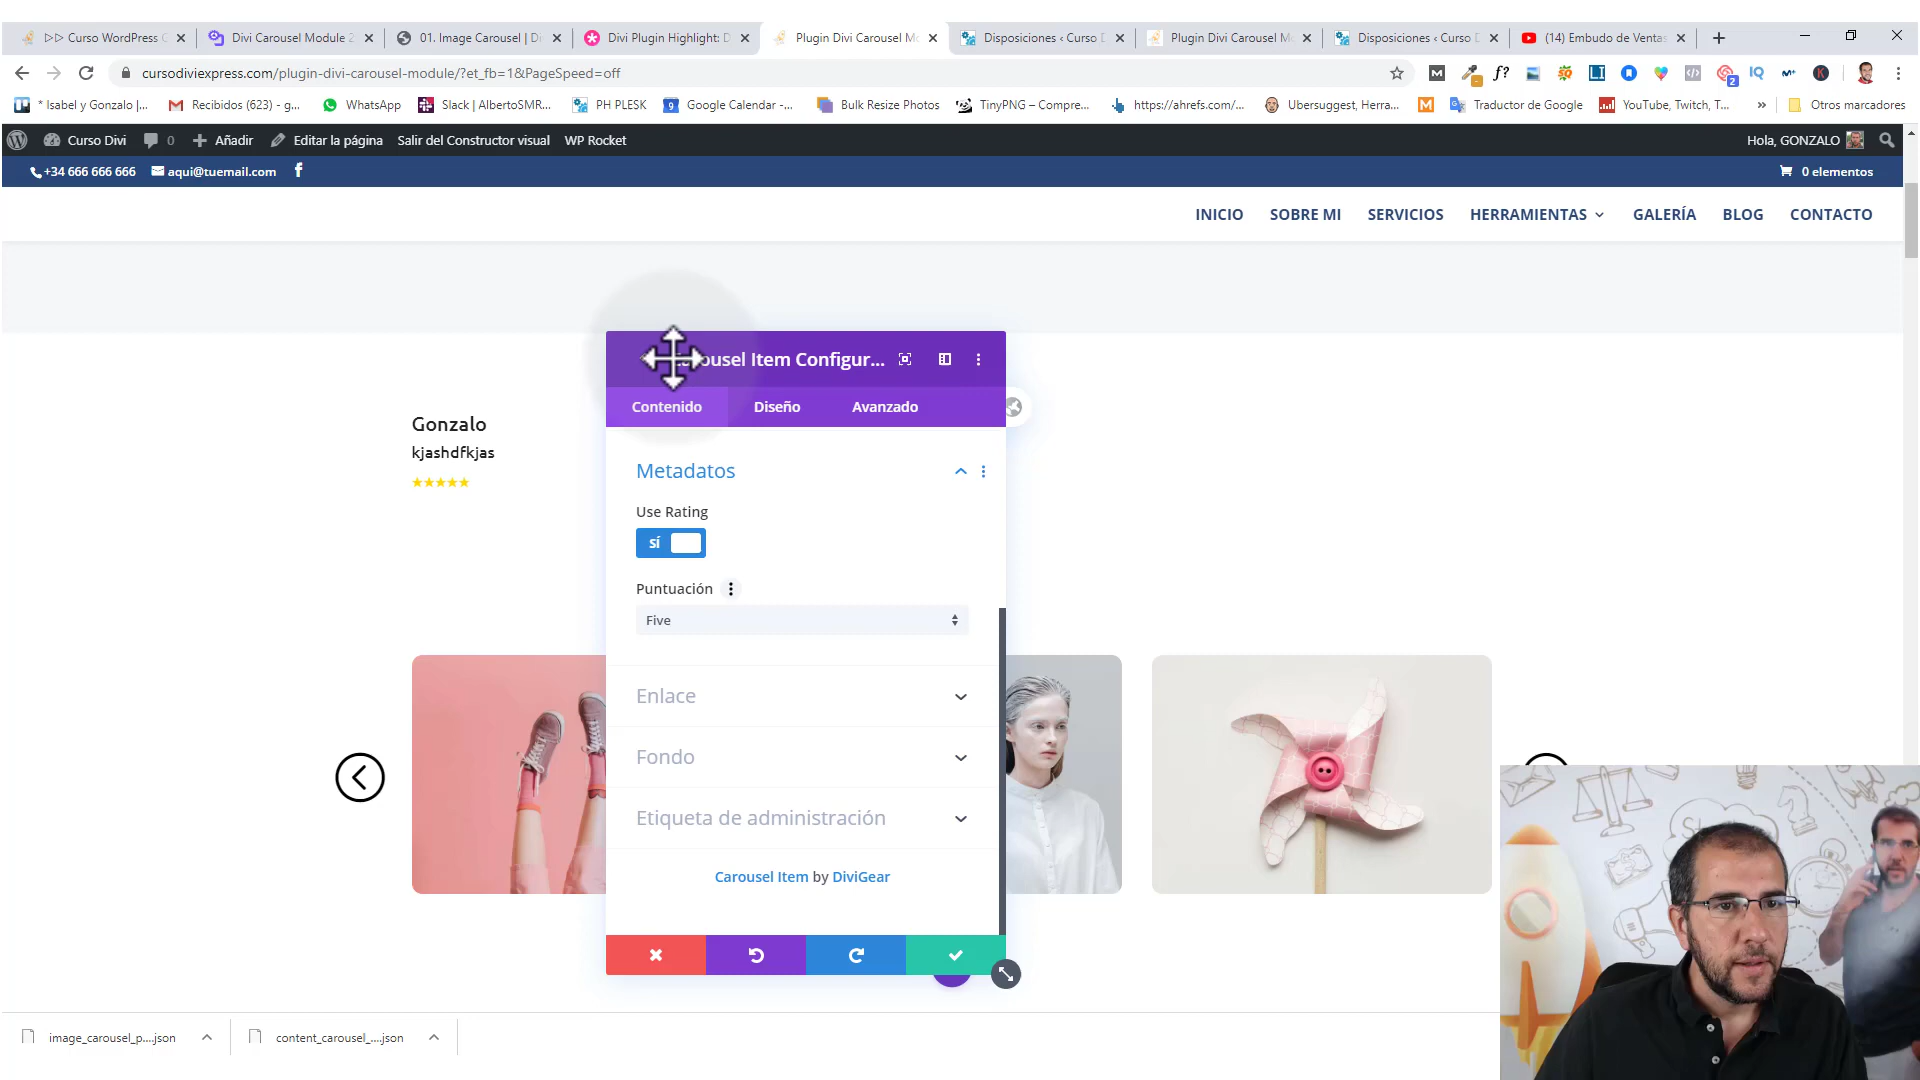 ▷▷ Curso WordPress G
Divi Carousel Module 2
01. Image Carousel | D
Divi Plugin Highlight: D
Plugin Divi Carousel Mo
Disposiciones ‹ Curso D
Plugin Divi Carousel Mo
Disposiciones ‹ Curso D
(14) Embudo de Ventas
cursodiviexpress.com/plugin-divi-carousel-module/?et_fb=1&PageSpeed=off
* Isabel y Gonzalo |...
Recibidos (623) - g...
WhatsApp
Slack | AlbertoSMR...
PH PLESK
Google Calendar -...
Bulk Resize Photos
TinyPNG – Compre...
https://ahrefs.com/...
Ubersuggest, Herra...
Traductor de Google
YouTube, Twitch, T...
»
Otros marcadores
Curso Divi
0
Añadir
Editar la página
Salir del Constructor visual
WP Rocket
Hola, GONZALO
+34 666 666 666
aqui@tuemail.com
0 elementos
INICIO
SOBRE MI
SERVICIOS
HERRAMIENTAS
GALERÍA
BLOG
CONTACTO
Gonzalo
kjashdfkjas
★★★★★
ousel Item Configur...
Contenido
Diseño
Avanzado
Metadatos
Use Rating
SÍ
Puntuación
Five
Enlace
Fondo
Etiqueta de administración
Carousel Item by DiviGear
image_carousel_p....json
content_carousel_....json